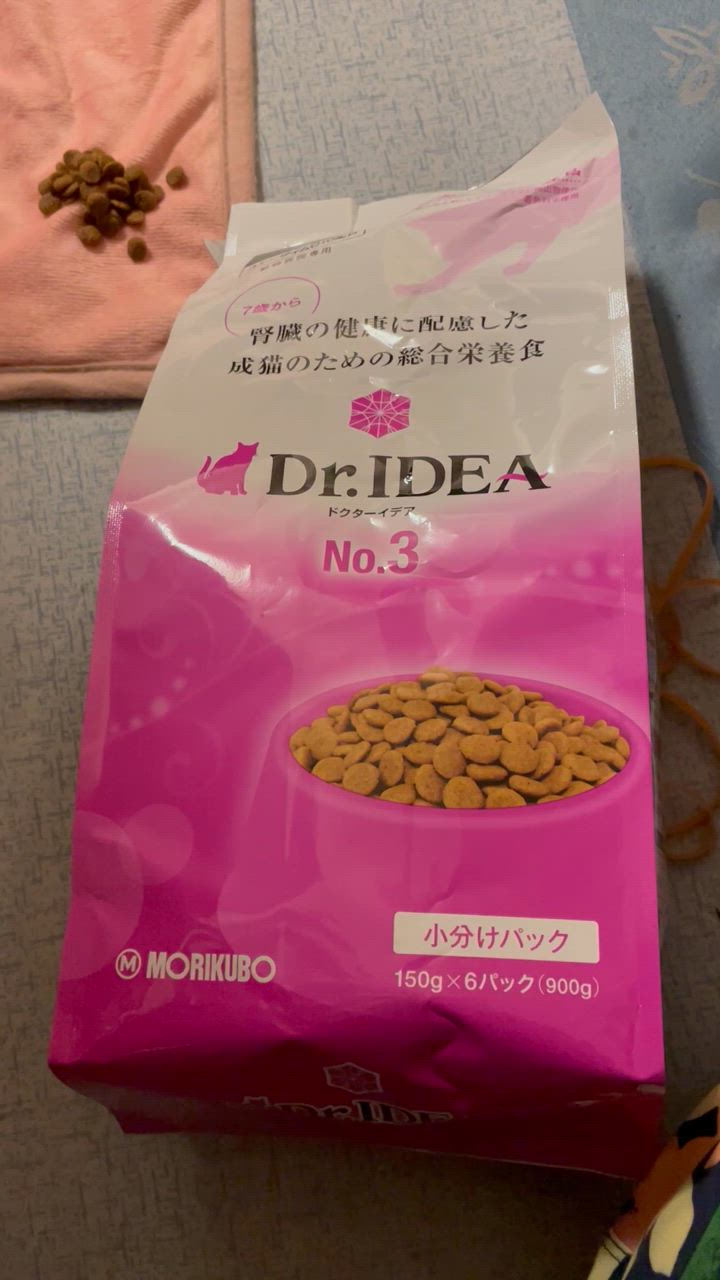 7歳から
腎臓の健康に配慮した
成猫のための総合栄養食
Dr.IDEA
ドクターイデア
No.3
小分けパック
M MORIKUBO
150g×6パック(900g)
Dr.IDE